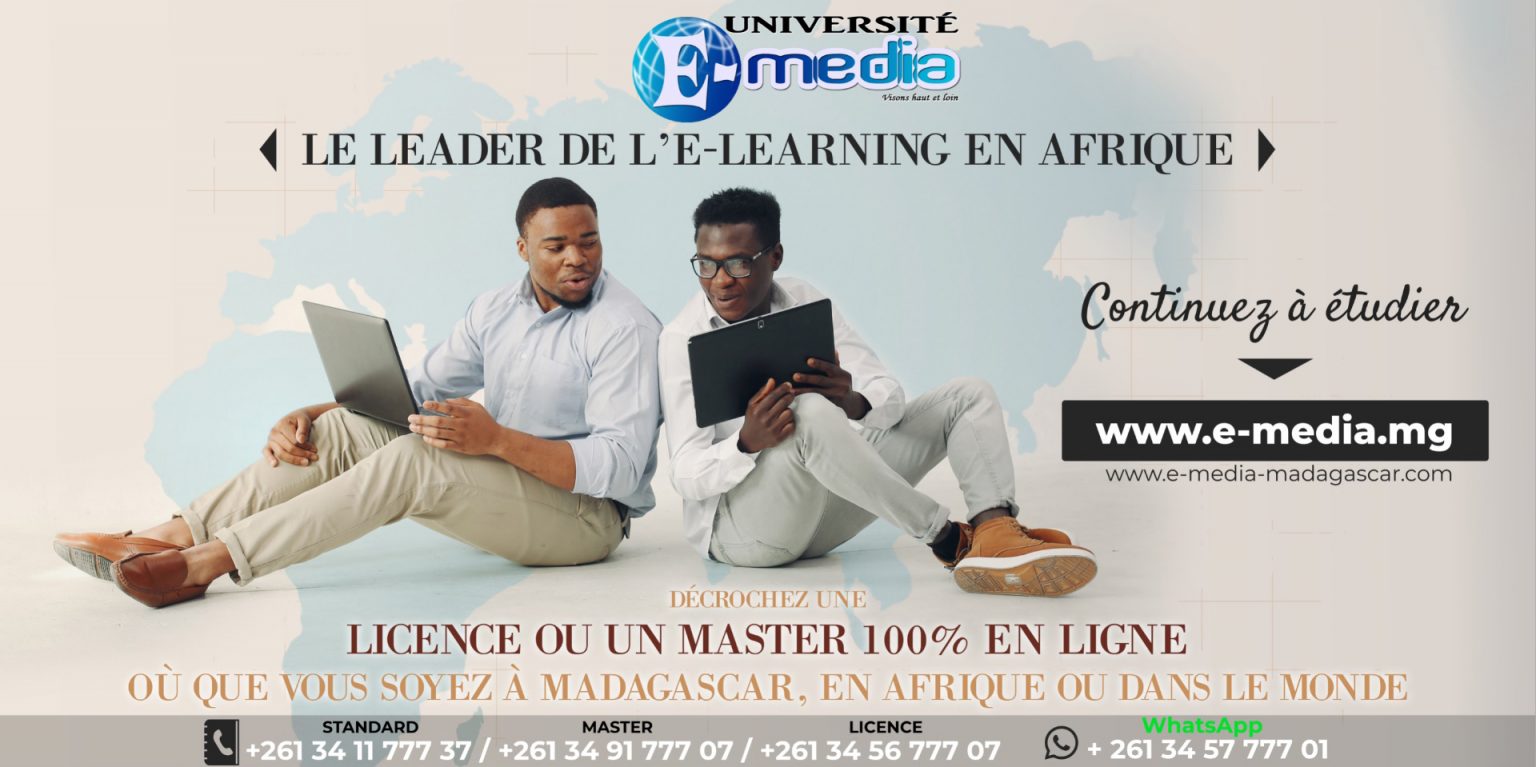 UNIVERSITÉ
E-media
Visons haut et loin
LE LEADER DE L'E-LEARNING EN AFRIQUE
Continuez à étudier
www.e-media.mg
www.e-media-madagascar.com
DÉCROCHEZ UNE
LICENCE OU UN MASTER 100% EN LIGNE
OÙ QUE VOUS SOYEZ À MADAGASCAR, EN AFRIQUE OU DANS LE MONDE
STANDARD MASTER LICENCE WhatsApp
+261 34 11 777 37 / +261 34 91 777 07 / +261 34 56 777 07 + 261 34 57 777 01